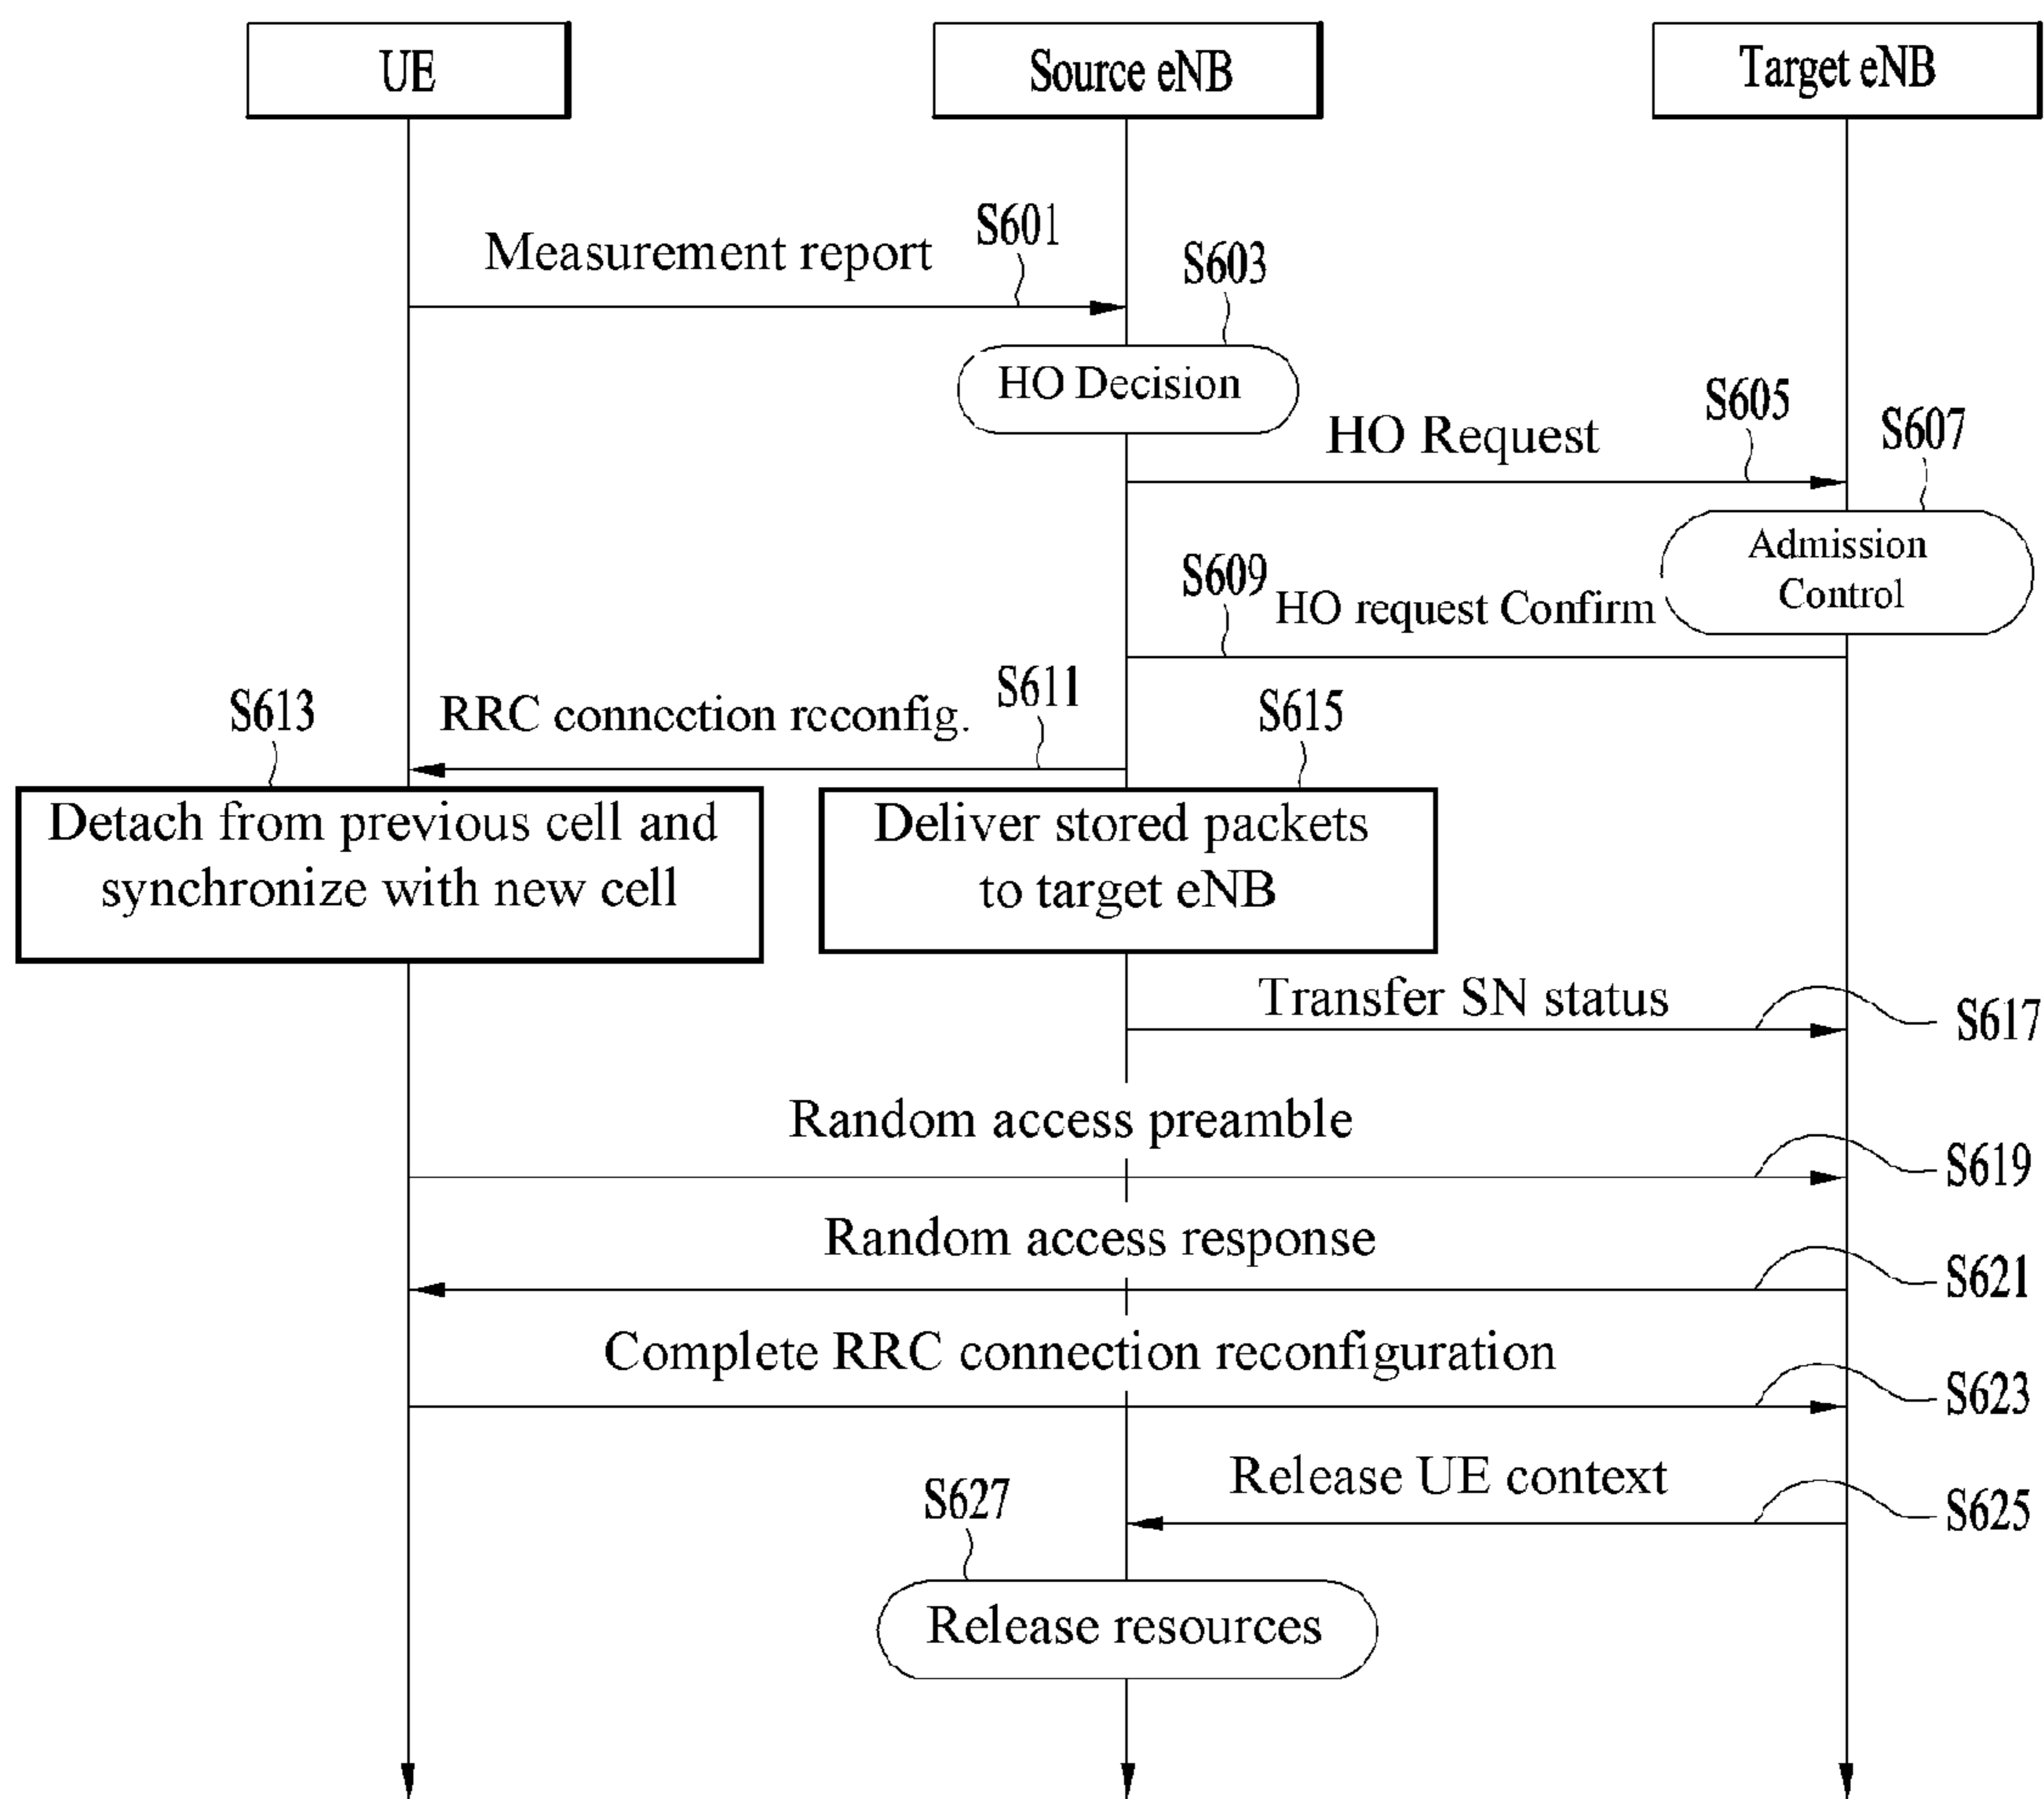 UE
Source eNB
Target eNB
S601
Measurement report
S603
HO Decision
S605
HO Request
S607
Admission
Control
S609
HO request Confirm
S611
RRC connection reconfig.
S613
S615
Detach from previous cell and
synchronize with new cell
Deliver stored packets
to target eNB
Transfer SN status
S617
Random access preamble
S619
Random access response
S621
Complete RRC connection reconfiguration
S623
Release UE context
S625
S627
Release resources